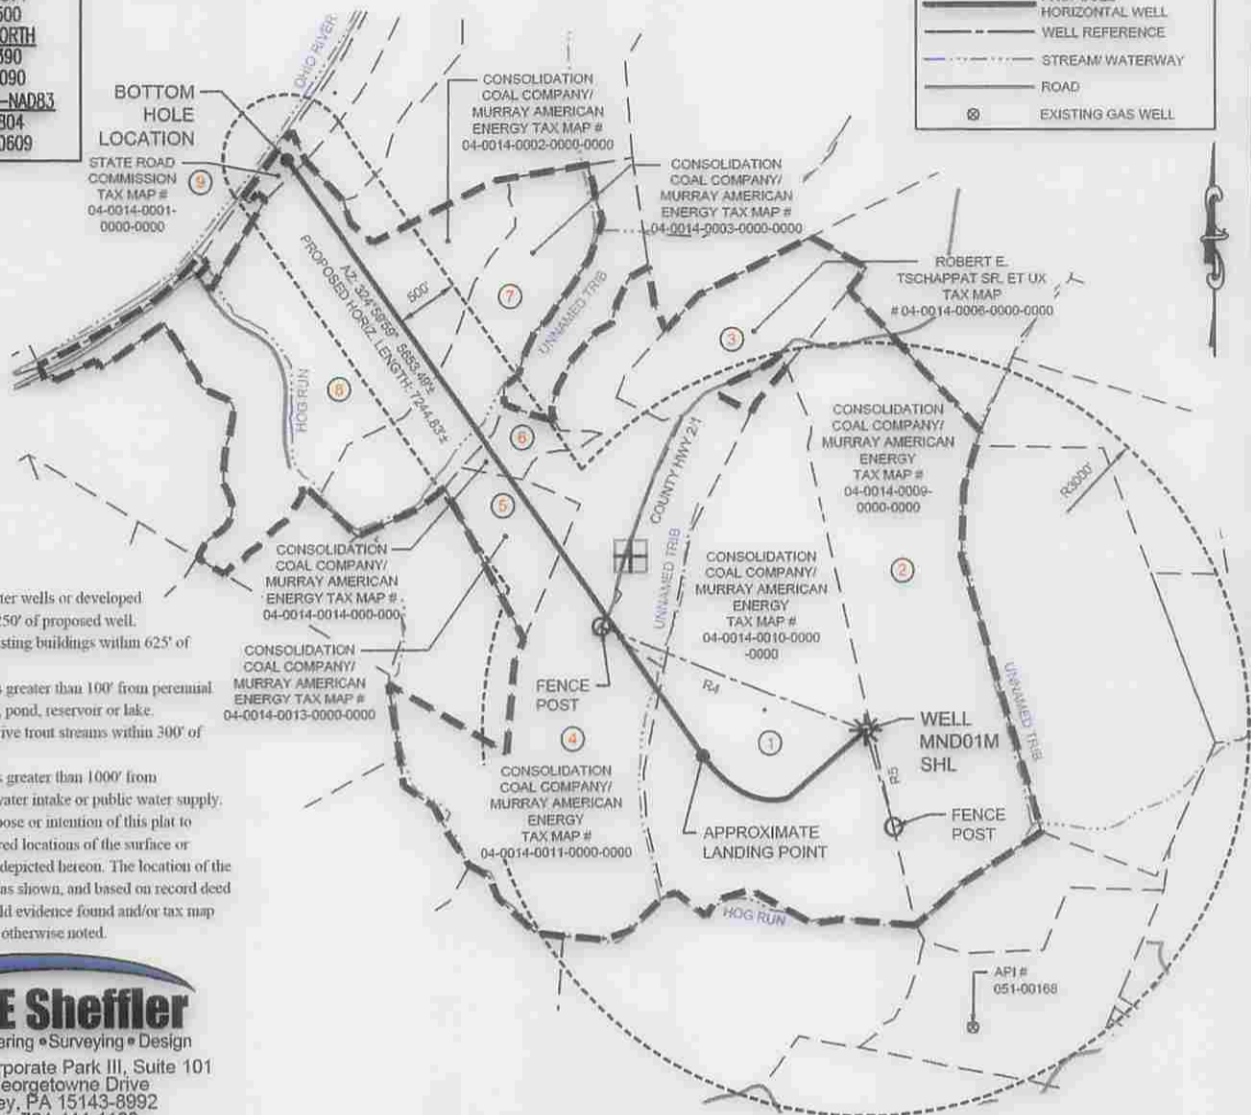 500
ORTH
390
090
-NAD83
804
0609
HORIZONTAL WELL
WELL REFERENCE
STREAM/ WATERWAY
ROAD
EXISTING GAS WELL
OHIO RIVER
BOTTOM
HOLE
LOCATION
STATE ROAD
COMMISSION
TAX MAP #
04-0014-0001-
0000-0000
9
CONSOLIDATION
COAL COMPANY/
MURRAY AMERICAN
ENERGY TAX MAP #
04-0014-0002-0000-0000
CONSOLIDATION
COAL COMPANY/
MURRAY AMERICAN
ENERGY TAX MAP #
04-0014-0003-0000-0000
ROBERT E.
TSCHAPPAT SR. ET UX
TAX MAP
# 04-0014-0006-0000-0000
AZ: 324°59'59" 5653.49'±
PROPOSED HORIZ. LENGTH: 7244.83'±
500'
7
UNNAMED TRIB
3
HOG RUN
8
6
5
COUNTY HWY 2/1
UNNAMED TRIB
CONSOLIDATION
COAL COMPANY/
MURRAY AMERICAN
ENERGY
TAX MAP #
04-0014-0009-
0000-0000
R3000'
2
CONSOLIDATION
COAL COMPANY/
MURRAY AMERICAN
ENERGY TAX MAP #
04-0014-0014-000-000
CONSOLIDATION
COAL COMPANY/
MURRAY AMERICAN
ENERGY
TAX MAP #
04-0014-0010-0000
-0000
CONSOLIDATION
COAL COMPANY/
MURRAY AMERICAN
ENERGY TAX MAP #
04-0014-0013-0000-0000
FENCE
POST
R4
4
1
UNNAMED TRIB
WELL
MND01M
SHL
R5
FENCE
POST
CONSOLIDATION
COAL COMPANY/
MURRAY AMERICAN
ENERGY
TAX MAP #
04-0014-0011-0000-0000
APPROXIMATE
LANDING POINT
HOG RUN
API #
051-00168
ter wells or developed
250' of proposed well.
isting buildings within 625' of
s greater than 100' from perennial
, pond, reservoir or lake.
tive trout streams within 300' of
s greater than 1000' from
water intake or public water supply.
pose or intention of this plat to
red locations of the surface or
depicted hereon. The location of the
as shown, and based on record deed
ld evidence found and/or tax map
otherwise noted.
E Sheffler
ering • Surveying • Design
rporate Park III, Suite 101
eorgetowne Drive
ey, PA 15143-8992